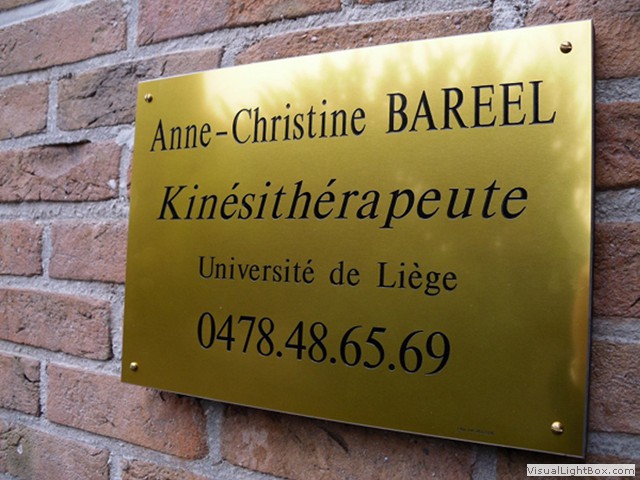 Anne-Christine BAREEL
Kinésithérapeute
Université de Liège
0478.48.65.69
VisualLightBox.com